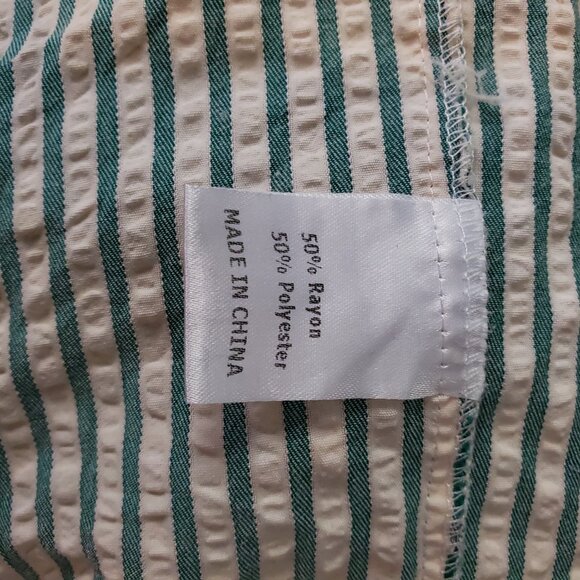 50% Rayon
50% Polyester
MADE IN CHINA